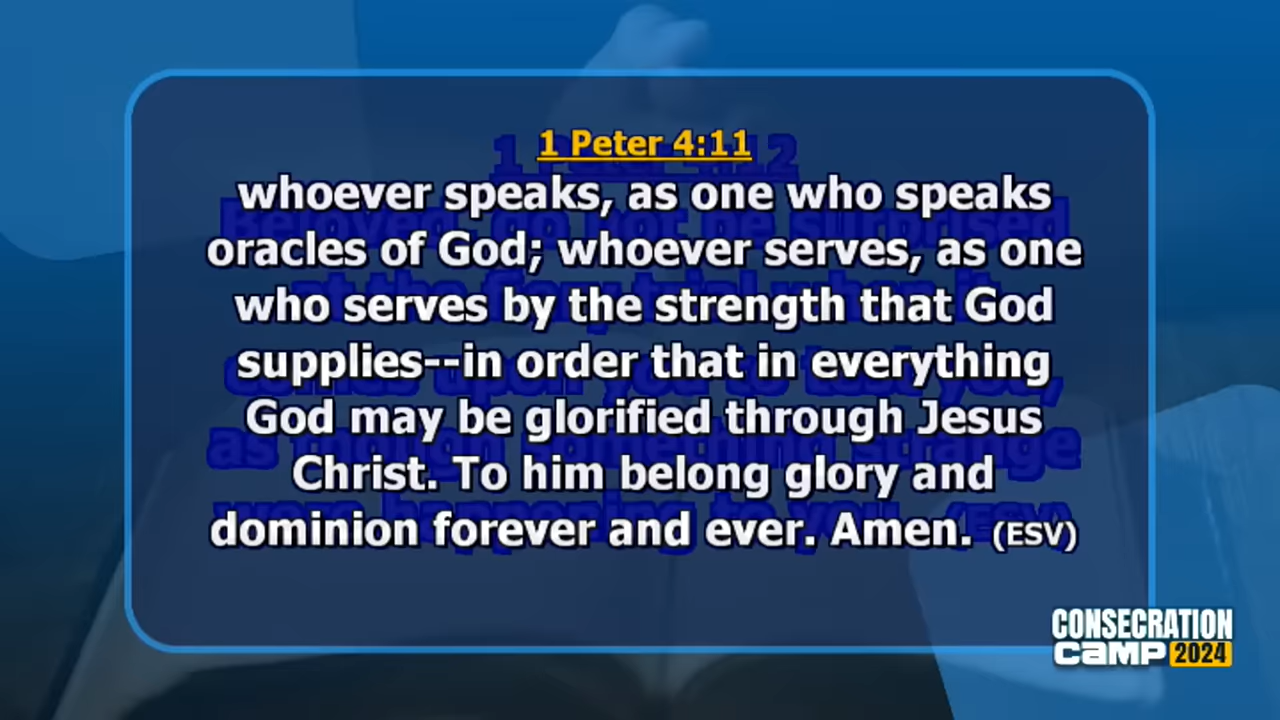 1 Peter 4:11
whoever speaks, as one who speaks
oracles of God; whoever serves, as one
who serves by the strength that God
supplies--in order that in everything
God may be glorified through Jesus
Christ. To him belong glory and
dominion forever and ever. Amen. (ESV)
CONSECRATION
CAMP 2024